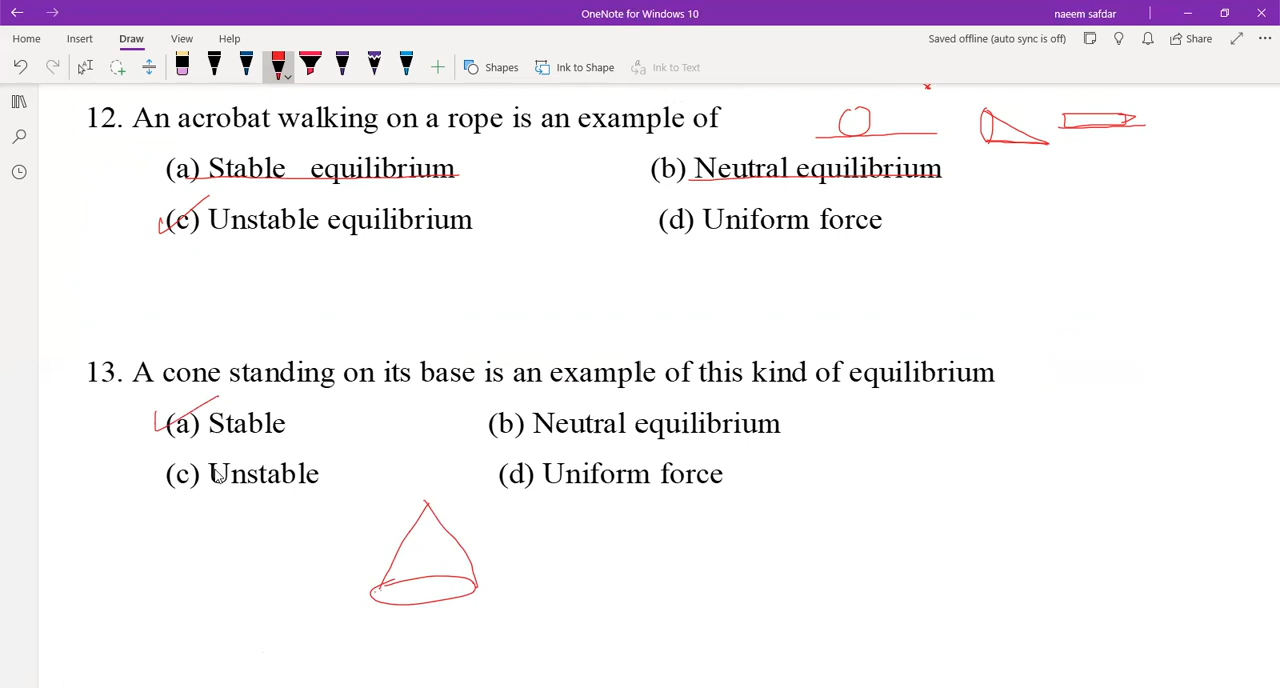 OneNote for Windows 10
naeem safdar
Home Insert Draw View Help
Saved offline (auto sync is off)
Share
Shapes
Ink to Shape
Ink to Text
12. An acrobat walking on a rope is an example of
(a) Stable equilibrium
(b) Neutral equilibrium
(c) Unstable equilibrium
(d) Uniform force
13. A cone standing on its base is an example of this kind of equilibrium
(a) Stable
(b) Neutral equilibrium
(c) Unstable
(d) Uniform force